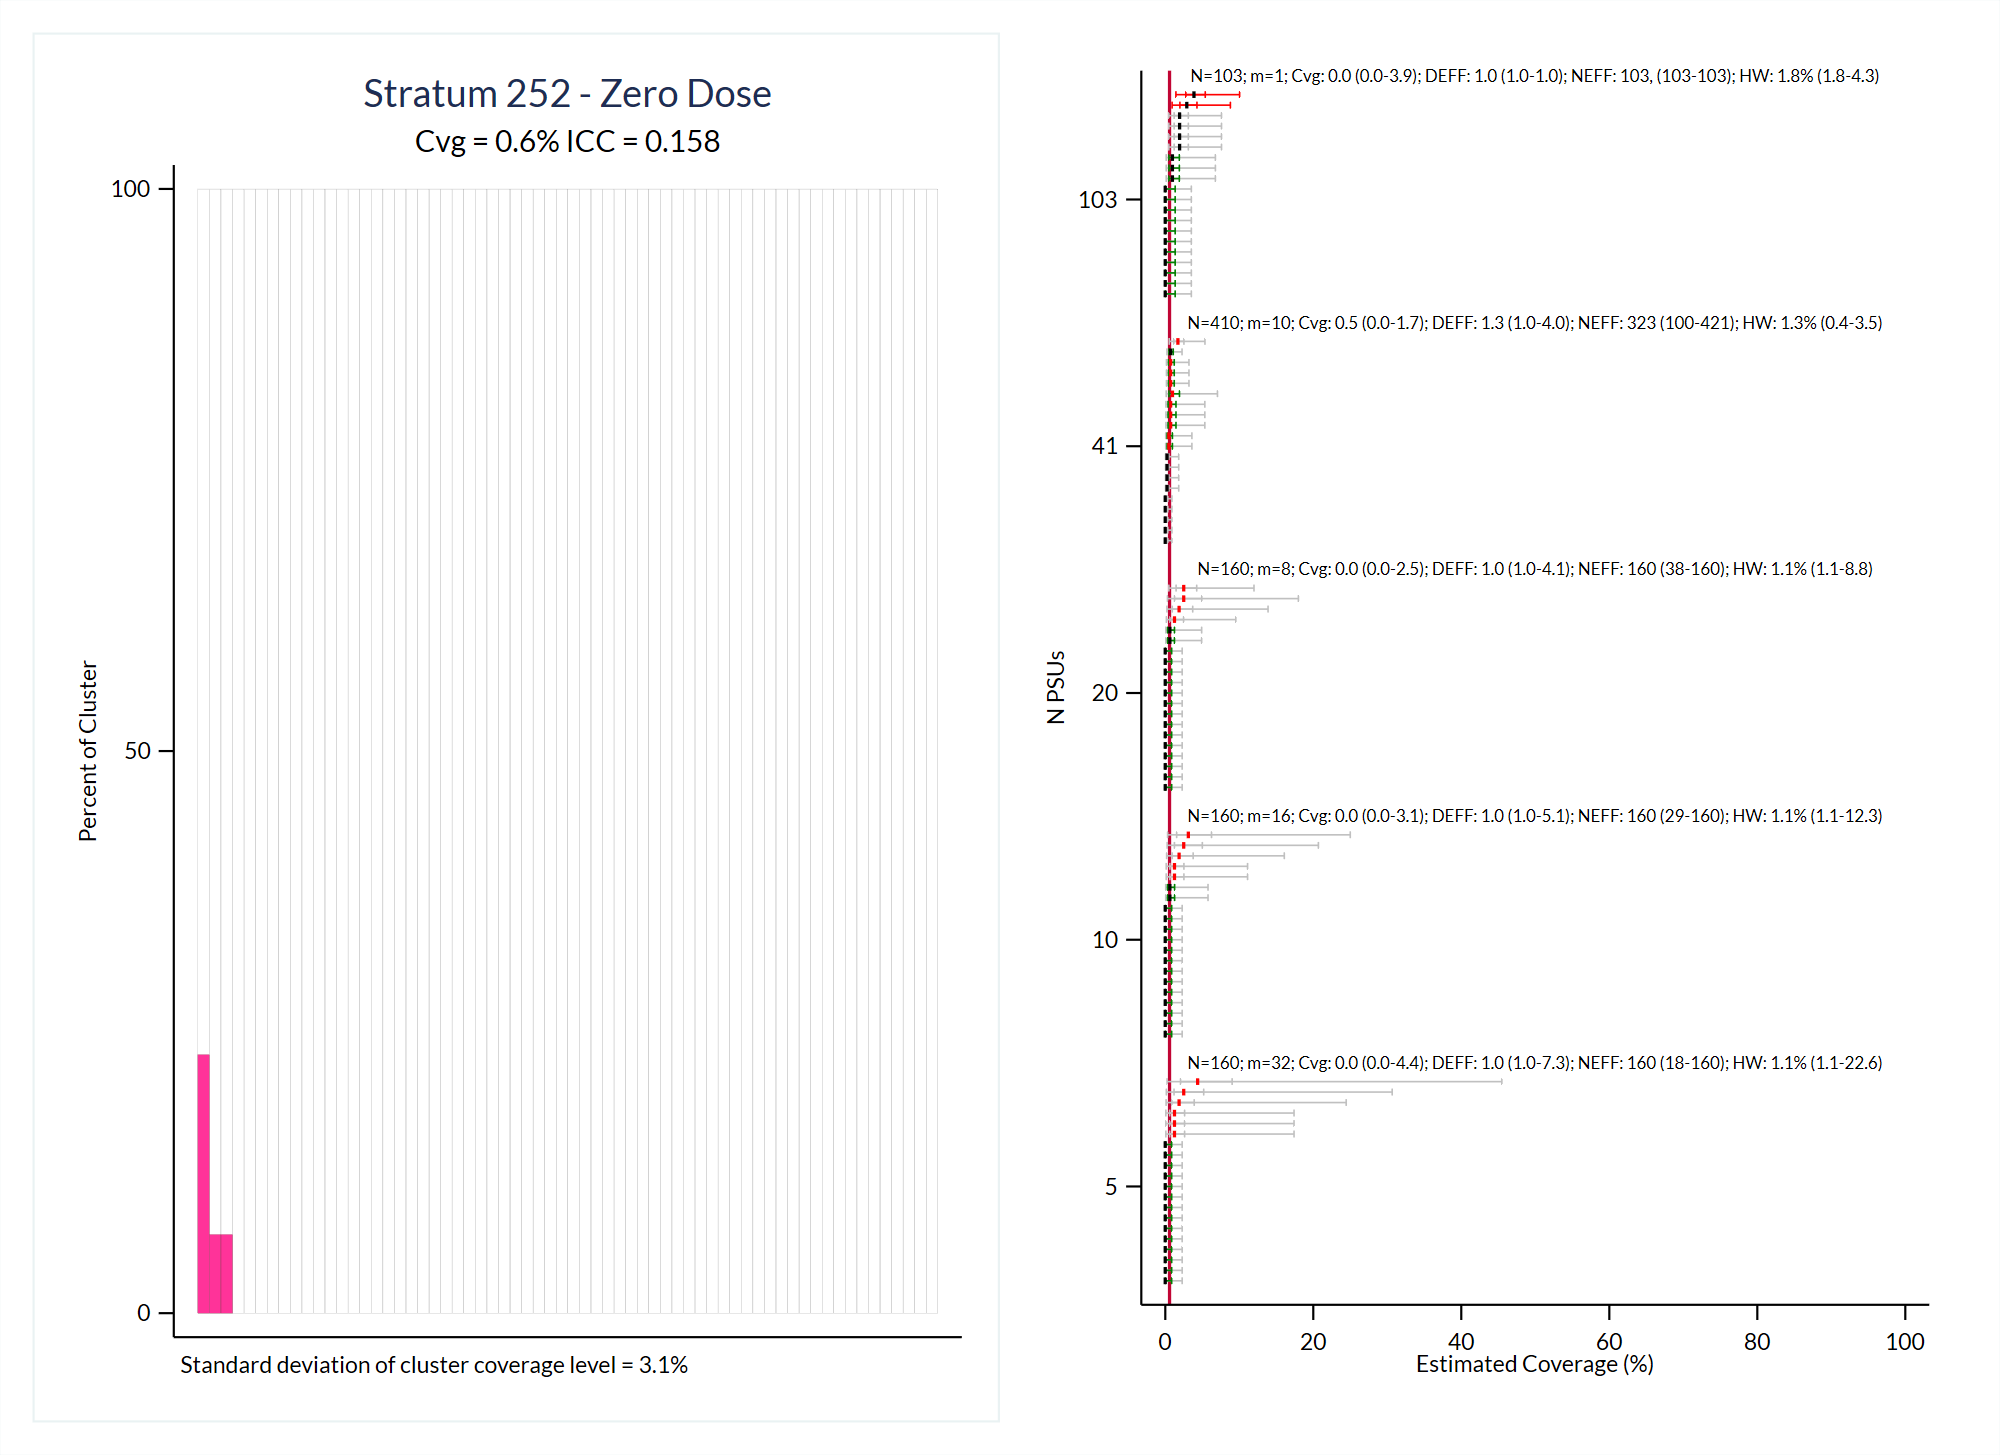 Stratum 252 - Zero Dose
Cvg = 0.6% ICC = 0.158
100
50
0
Percent of Cluster
Standard deviation of cluster coverage level = 3.1%
N=103; m=1; Cvg: 0.0 (0.0-3.9); DEFF: 1.0 (1.0-1.0); NEFF: 103, (103-103); HW: 1.8% (1.8-4.3)
103
N=410; m=10; Cvg: 0.5 (0.0-1.7); DEFF: 1.3 (1.0-4.0); NEFF: 323 (100-421); HW: 1.3% (0.4-3.5)
41
N=160; m=8; Cvg: 0.0 (0.0-2.5); DEFF: 1.0 (1.0-4.1); NEFF: 160 (38-160); HW: 1.1% (1.1-8.8)
20
N=160; m=16; Cvg: 0.0 (0.0-3.1); DEFF: 1.0 (1.0-5.1); NEFF: 160 (29-160); HW: 1.1% (1.1-12.3)
10
N=160; m=32; Cvg: 0.0 (0.0-4.4); DEFF: 1.0 (1.0-7.3); NEFF: 160 (18-160); HW: 1.1% (1.1-22.6)
5
N PSUs
0 20 40 60 80 100
Estimated Coverage (%)